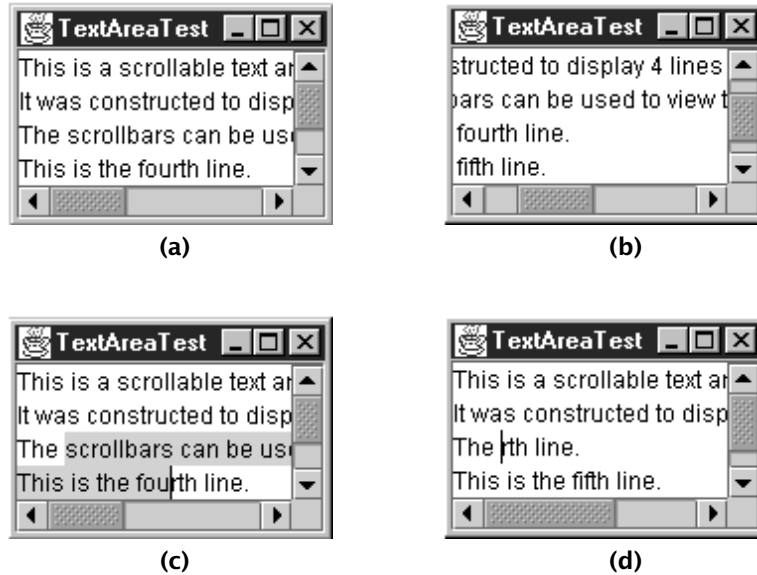 TextAreaTest
This is a scrollable text ar
It was constructed to disp
The scrollbars can be us
This is the fourth line.
(a)
TextAreaTest
structed to display 4 lines
bars can be used to view t
fourth line.
fifth line.
(b)
TextAreaTest
This is a scrollable text ar
It was constructed to disp
The scrollbars can be us
This is the fourth line.
(c)
TextAreaTest
This is a scrollable text ar
It was constructed to disp
The rth line.
This is the fifth line.
(d)